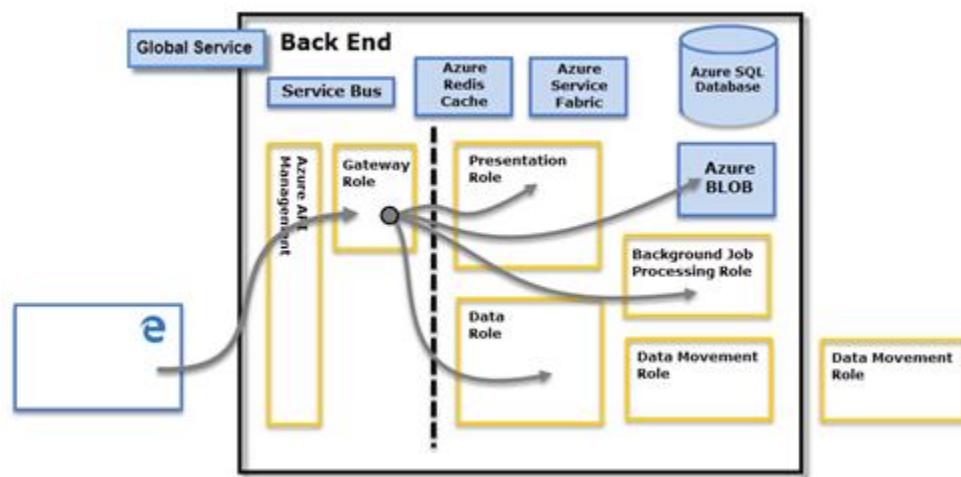 Global Service
Back End
Service Bus
Azure
Redis
Cache
Azure
Service
Fabric
Azure SQL
Database
Azure API
Management
Gateway
Role
Presentation
Role
Azure
BLOB
Background Job
Processing Role
Data
Role
Data Movement
Role
Data Movement
Role